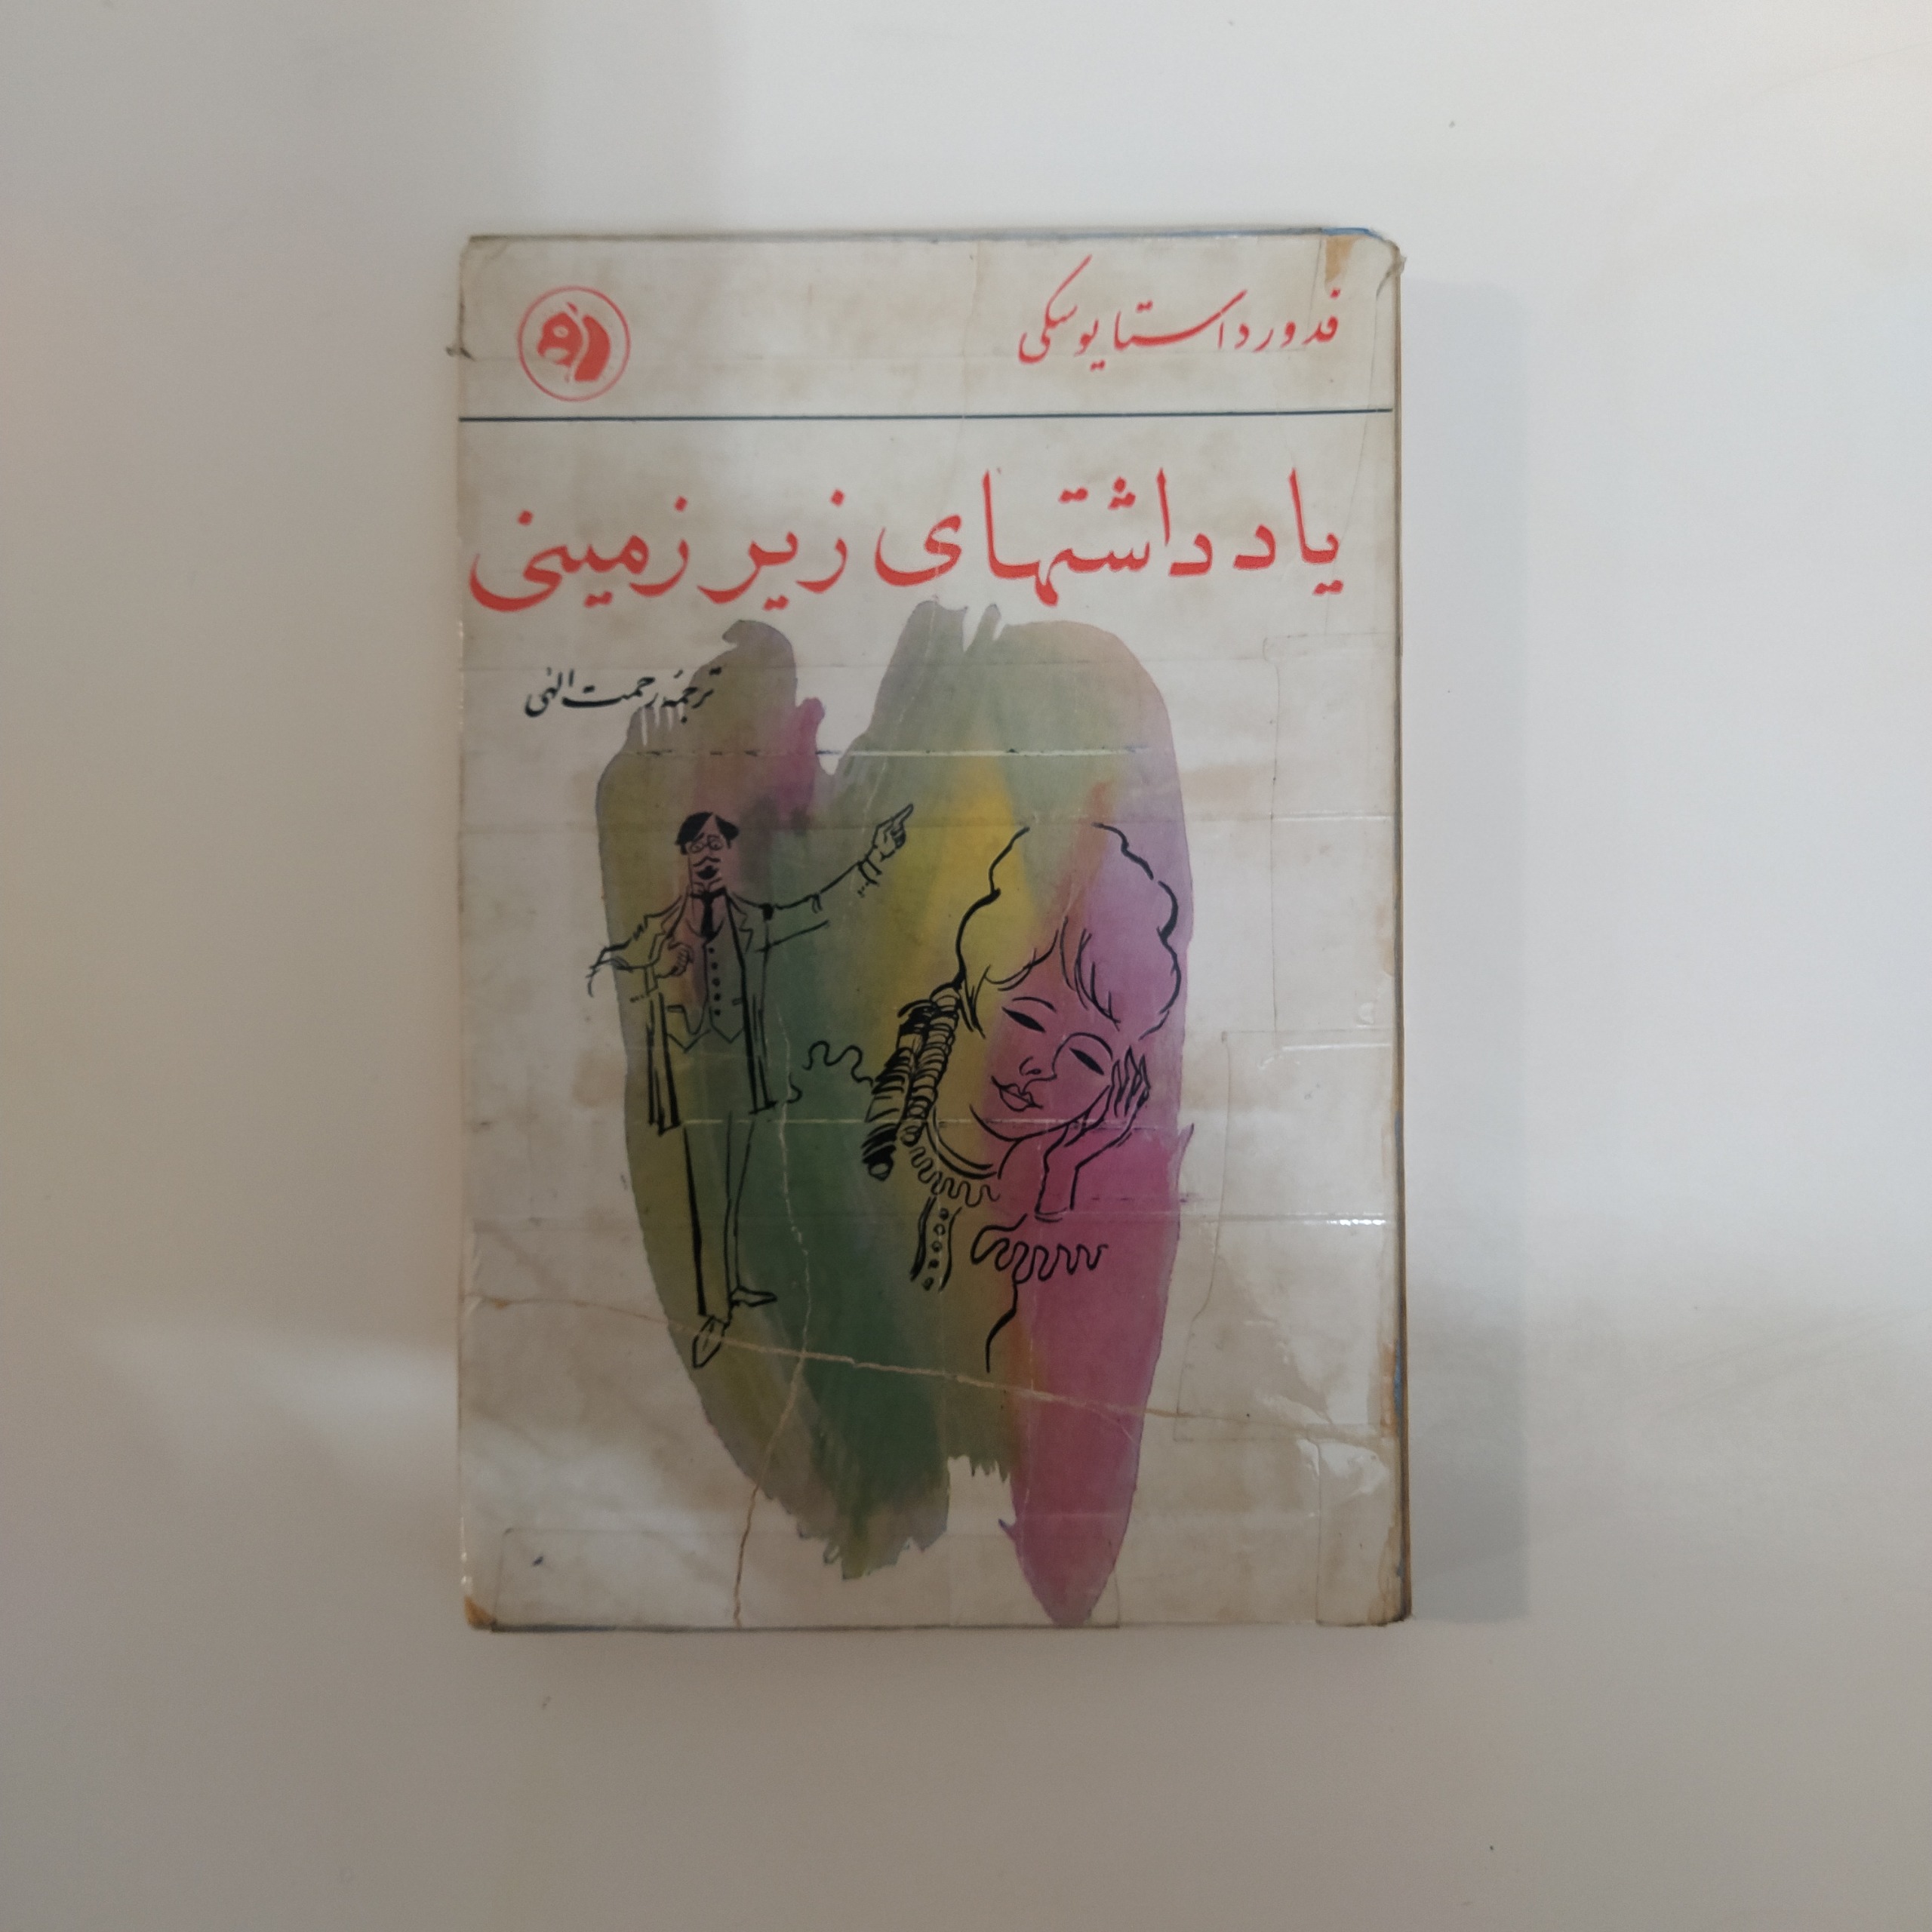 فدور داستایوسکی
یادداشتهای زیرزمینی
ترجمهٔ رحمت الهی